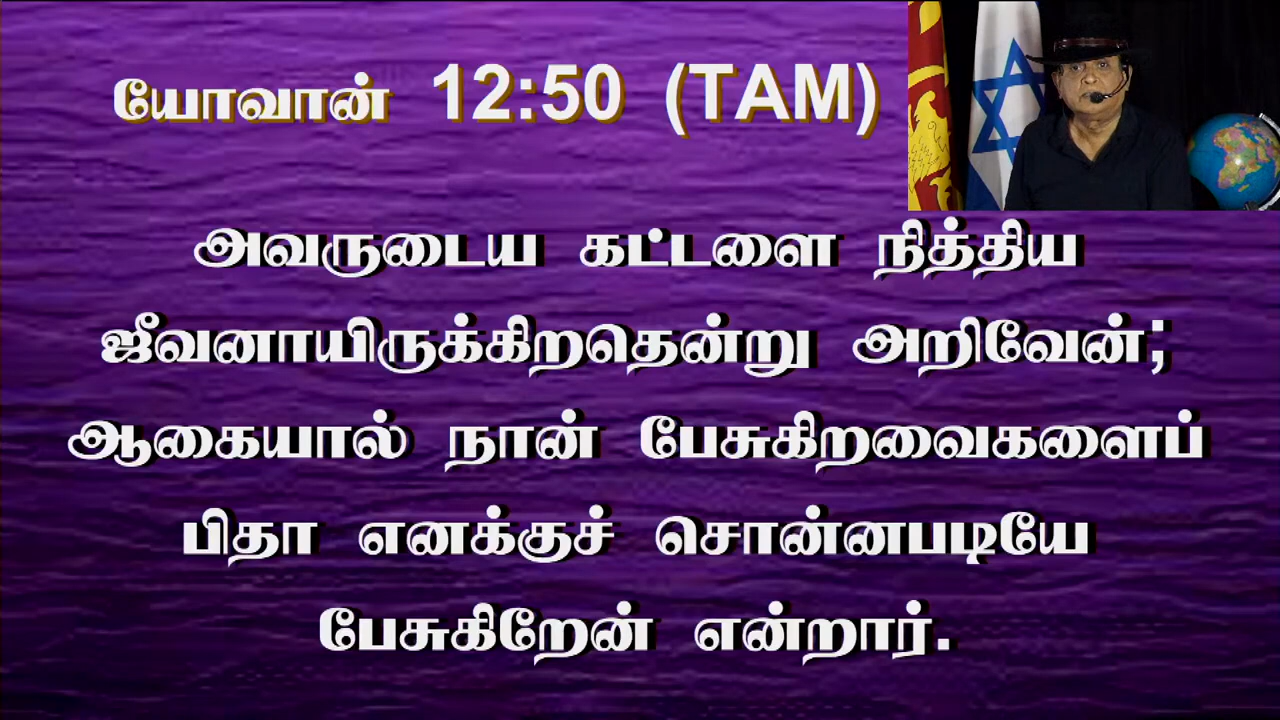 யோவான் 12:50 (TAM)
அவருடைய கட்டளை நித்திய
ஜீவனாயிருக்கிறதென்று அறிவேன்;
ஆகையால் நான் பேசுகிறவைகளைப்
பிதா எனக்குச் சொன்னபடியே
பேசுகிறேன் என்றார்.